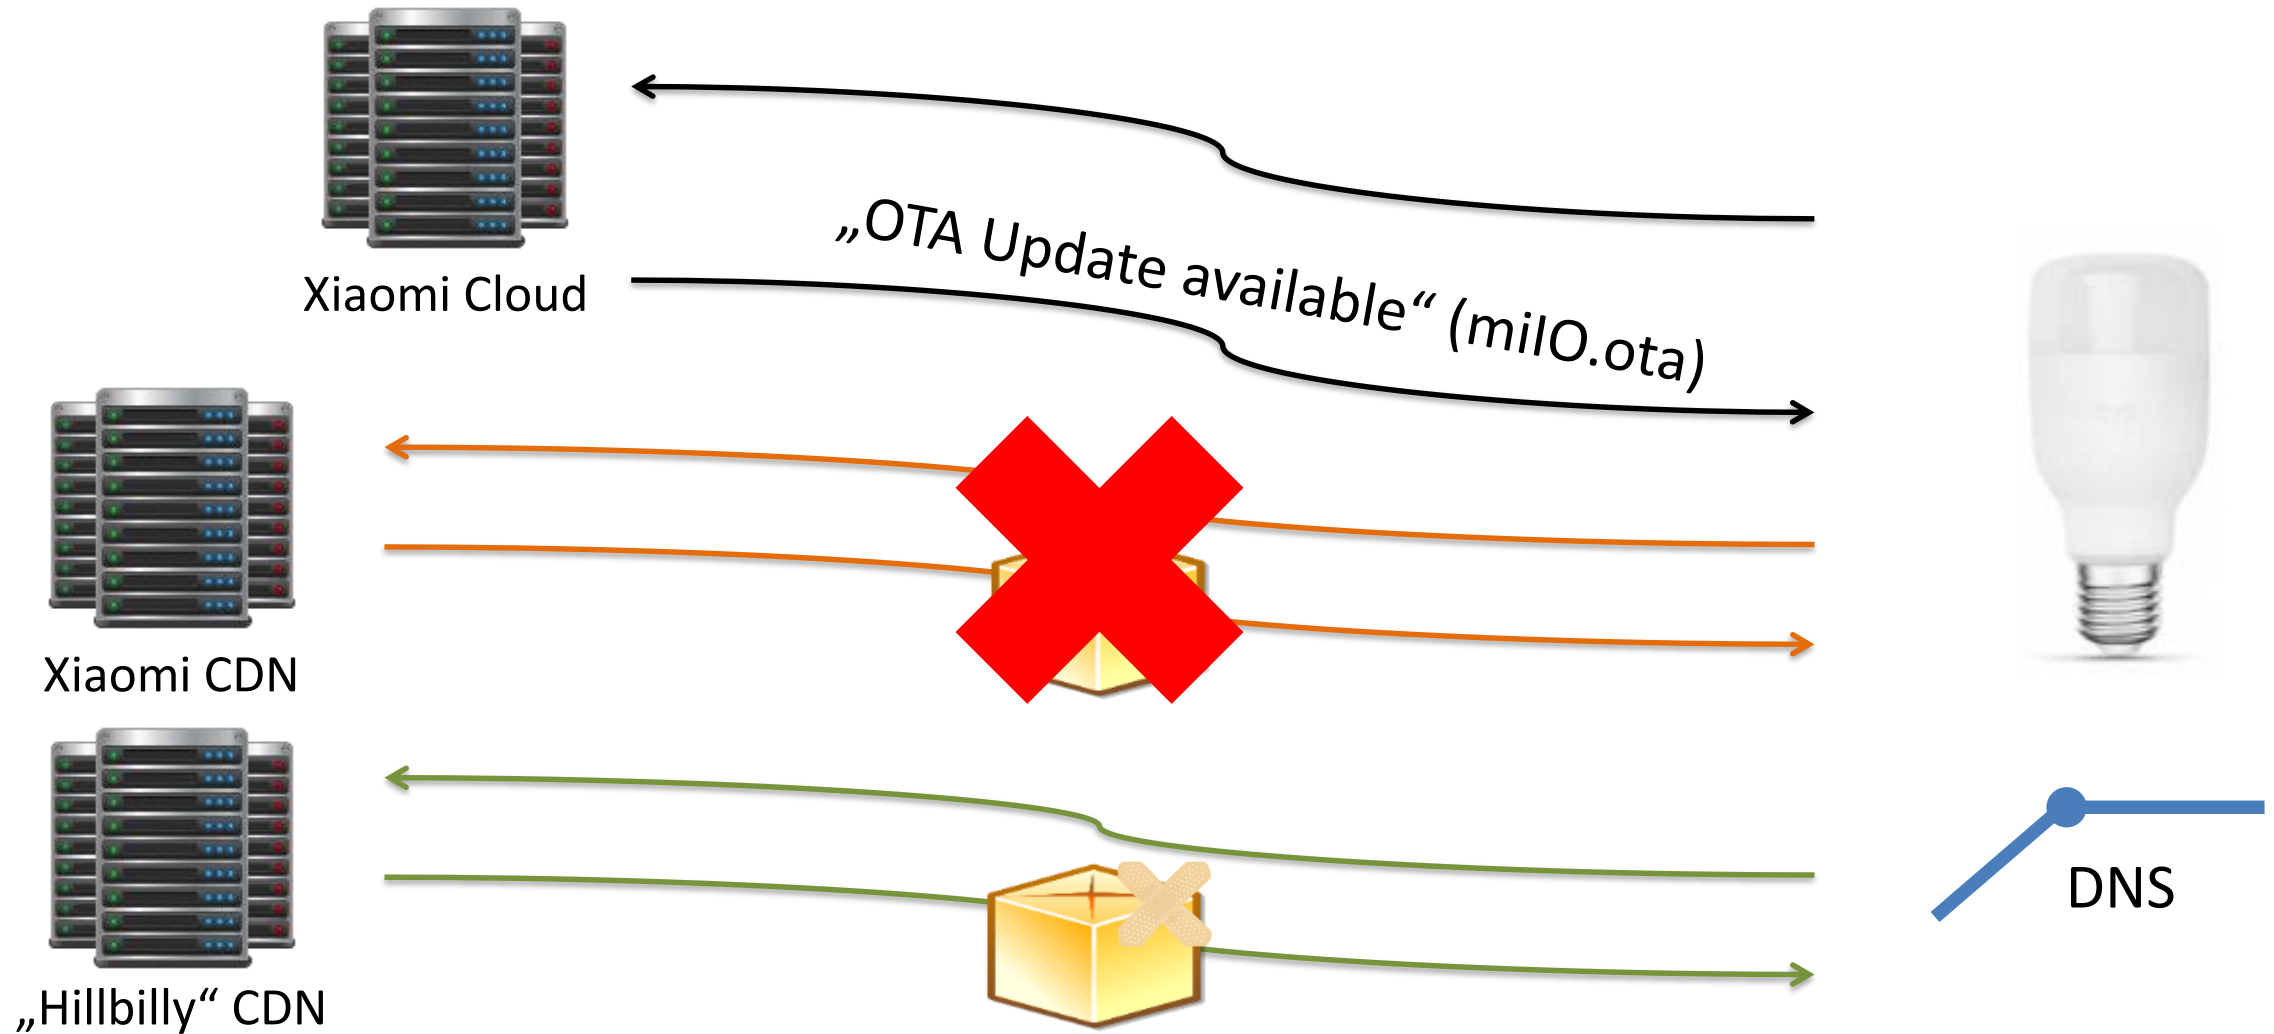 Xiaomi Cloud
„OTA Update available“ (miIO.ota)
Xiaomi CDN
„Hillbilly“ CDN
DNS